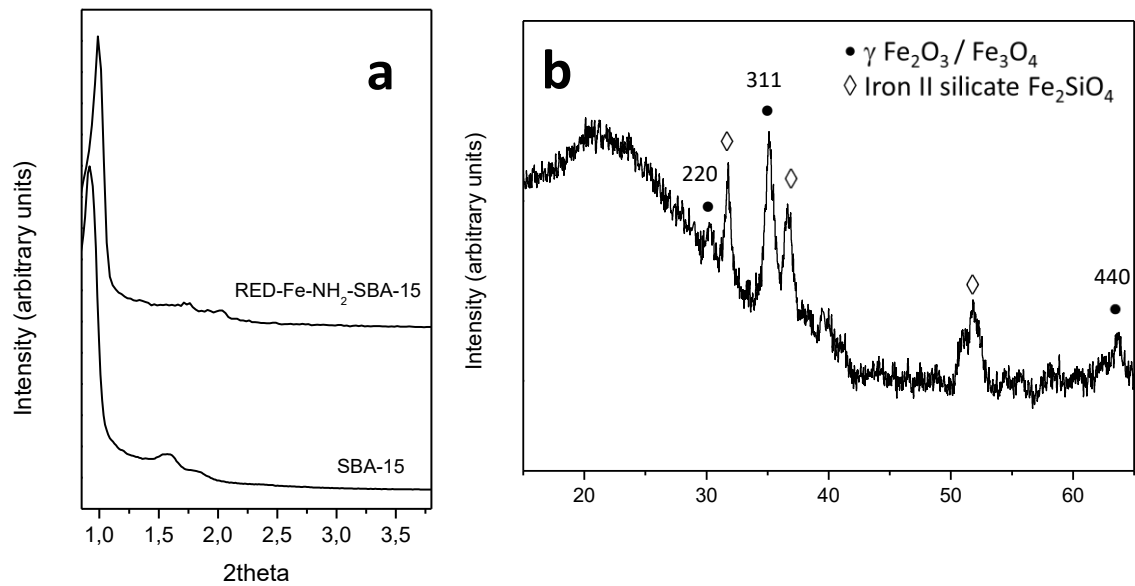 a
Intensity (arbitrary units)
RED-Fe-NH₂-SBA-15
SBA-15
1,0 1,5 2,0 2,5 3,0 3,5
2theta
b
Intensity (arbitrary units)
● γ Fe₂O₃ / Fe₃O₄
◊ Iron II silicate Fe₂SiO₄
311
220
440
20 30 40 50 60